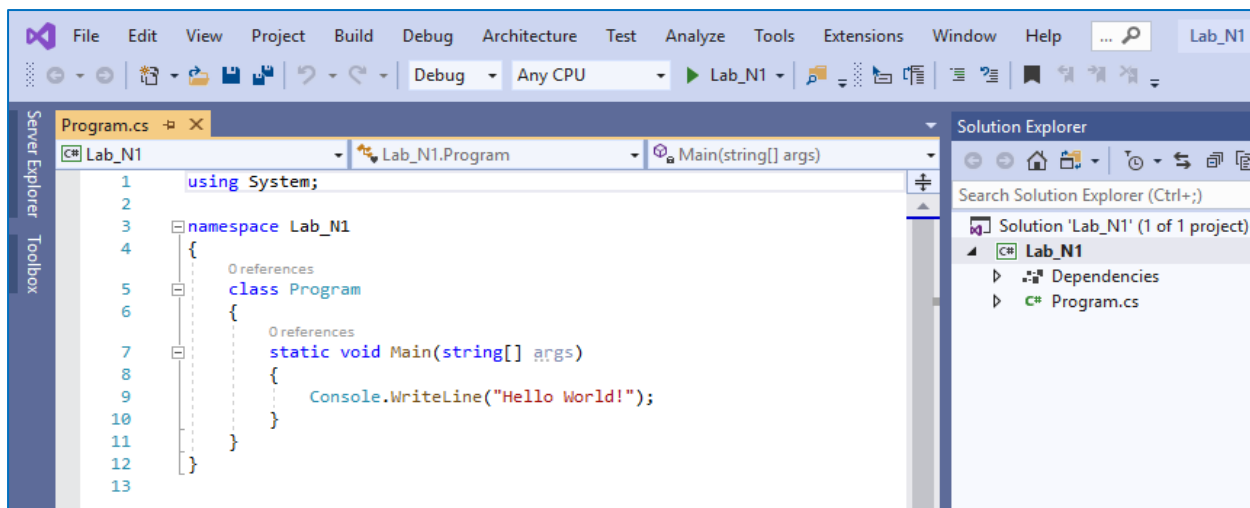 File Edit View Project Build Debug Architecture Test Analyze Tools Extensions Window Help ... Lab_N1
Debug Any CPU Lab_N1
Server Explorer
Toolbox
Program.cs
C# Lab_N1 Lab_N1.Program Main(string[] args)
1 using System;
2
3 namespace Lab_N1
4 {
0 references
5 class Program
6 {
0 references
7 static void Main(string[] args)
8 {
9 Console.WriteLine("Hello World!");
10 }
11 }
12 }
13
Solution Explorer
Search Solution Explorer (Ctrl+;)
Solution 'Lab_N1' (1 of 1 project)
C# Lab_N1
Dependencies
C# Program.cs